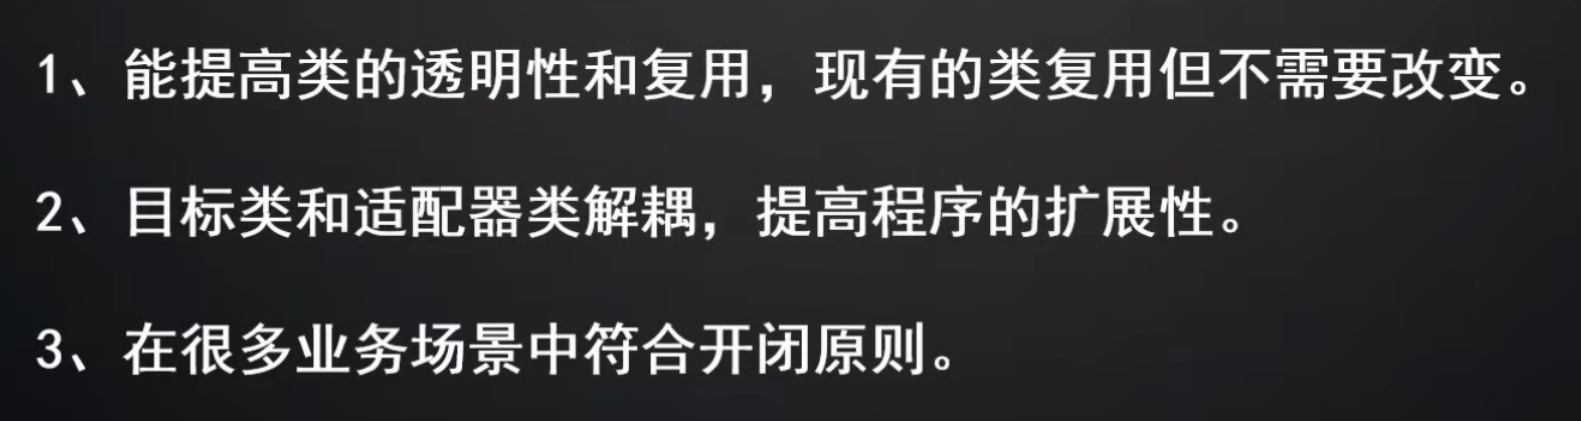 1、能提高类的透明性和复用，现有的类复用但不需要改变。
2、目标类和适配器类解耦，提高程序的扩展性。
3、在很多业务场景中符合开闭原则。